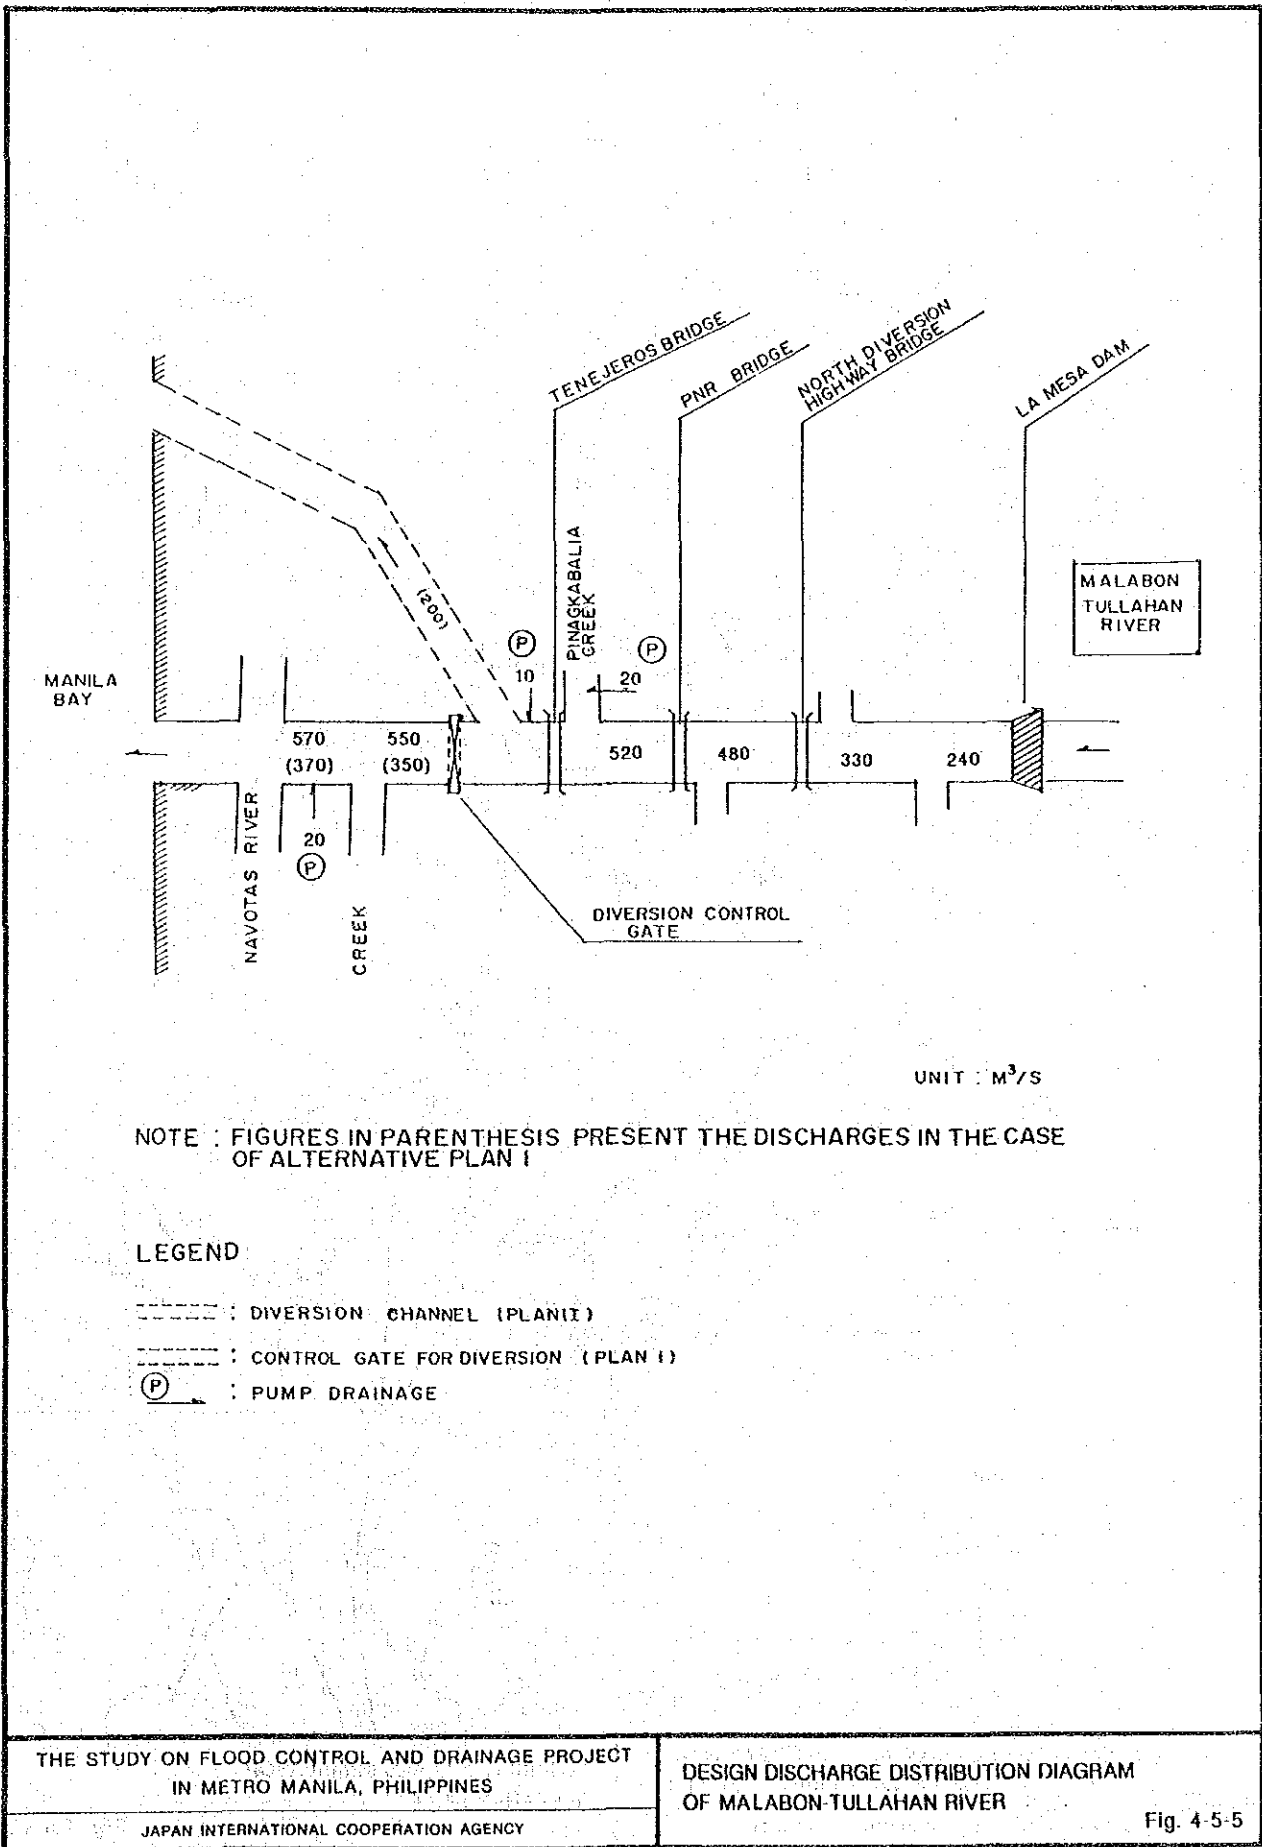 TENEJEROS BRIDGE
PNR BRIDGE
NORTH DIVERSION
HIGHWAY BRIDGE
LA MESA DAM
PINAGKABALIA
CREEK
MALABON
TULLAHAN
RIVER
(200)
P
10
20
P
MANILA
BAY
570
(370)
550
(350)
520
480
330
240
20
P
NAVOTAS RIVER
CREEK
DIVERSION CONTROL
GATE
UNIT : M³/S
NOTE : FIGURES IN PARENTHESIS PRESENT THE DISCHARGES IN THE CASE
OF ALTERNATIVE PLAN I
LEGEND
: DIVERSION CHANNEL (PLAN I)
: CONTROL GATE FOR DIVERSION (PLAN I)
P : PUMP DRAINAGE
THE STUDY ON FLOOD CONTROL AND DRAINAGE PROJECT
IN METRO MANILA, PHILIPPINES
JAPAN INTERNATIONAL COOPERATION AGENCY
DESIGN DISCHARGE DISTRIBUTION DIAGRAM
OF MALABON-TULLAHAN RIVER
Fig. 4-5-5